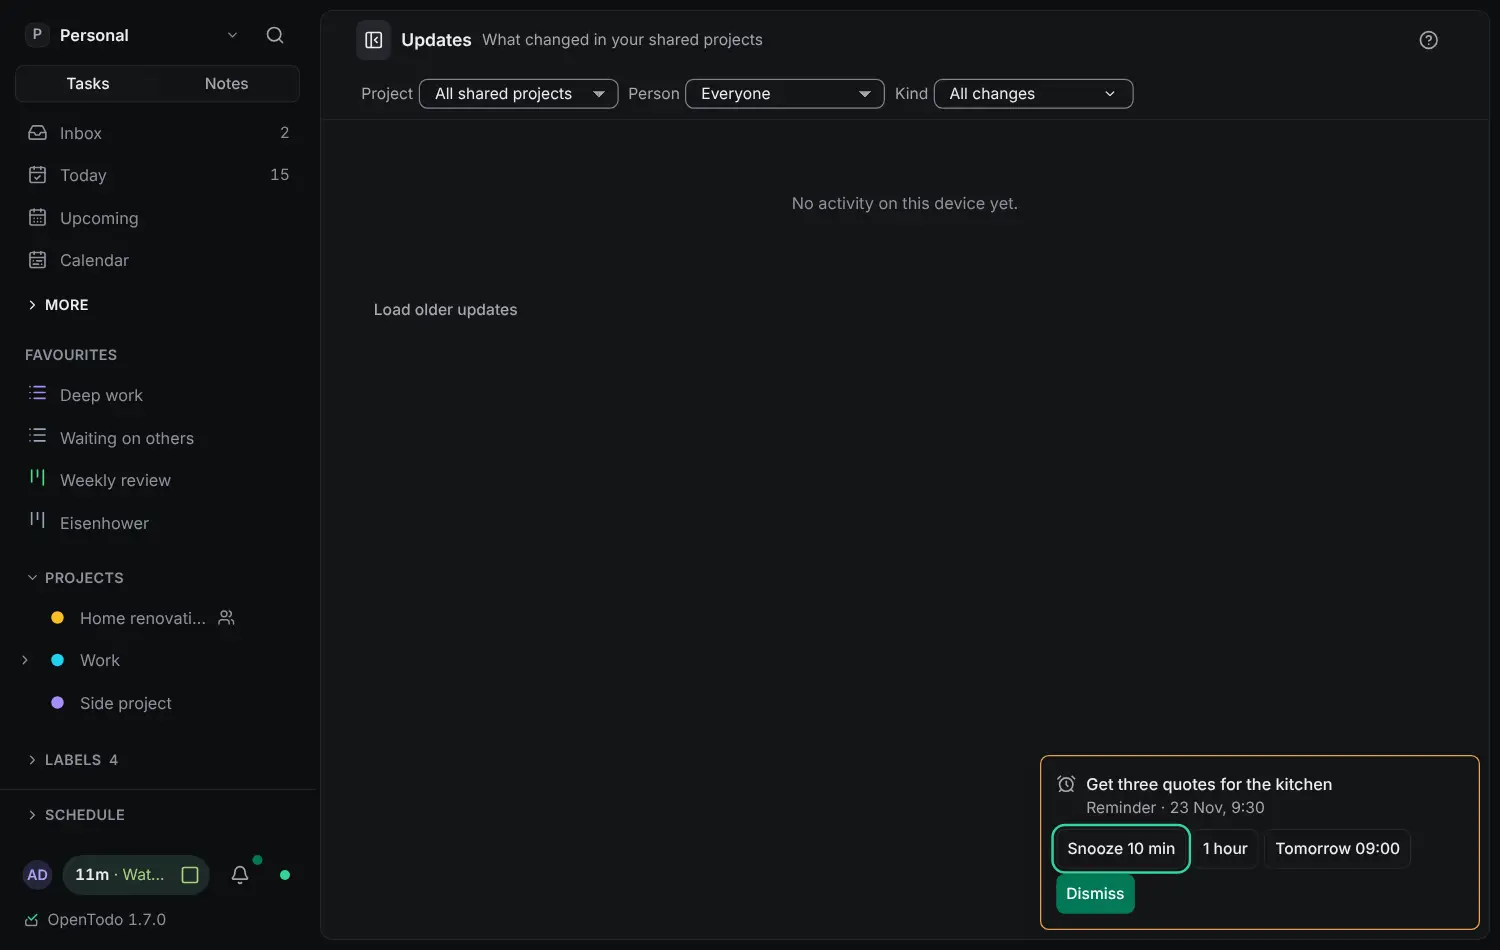 P Personal
Tasks Notes
Inbox 2
Today 15
Upcoming
Calendar
MORE
FAVOURITES
Deep work
Waiting on others
Weekly review
Eisenhower
PROJECTS
Home renovati...
Work
Side project
LABELS 4
SCHEDULE
AD 11m · Wat...
OpenTodo 1.7.0
Updates What changed in your shared projects
Project All shared projects Person Everyone Kind All changes
No activity on this device yet.
Load older updates
Get three quotes for the kitchen
Reminder · 23 Nov, 9:30
Snooze 10 min 1 hour Tomorrow 09:00
Dismiss